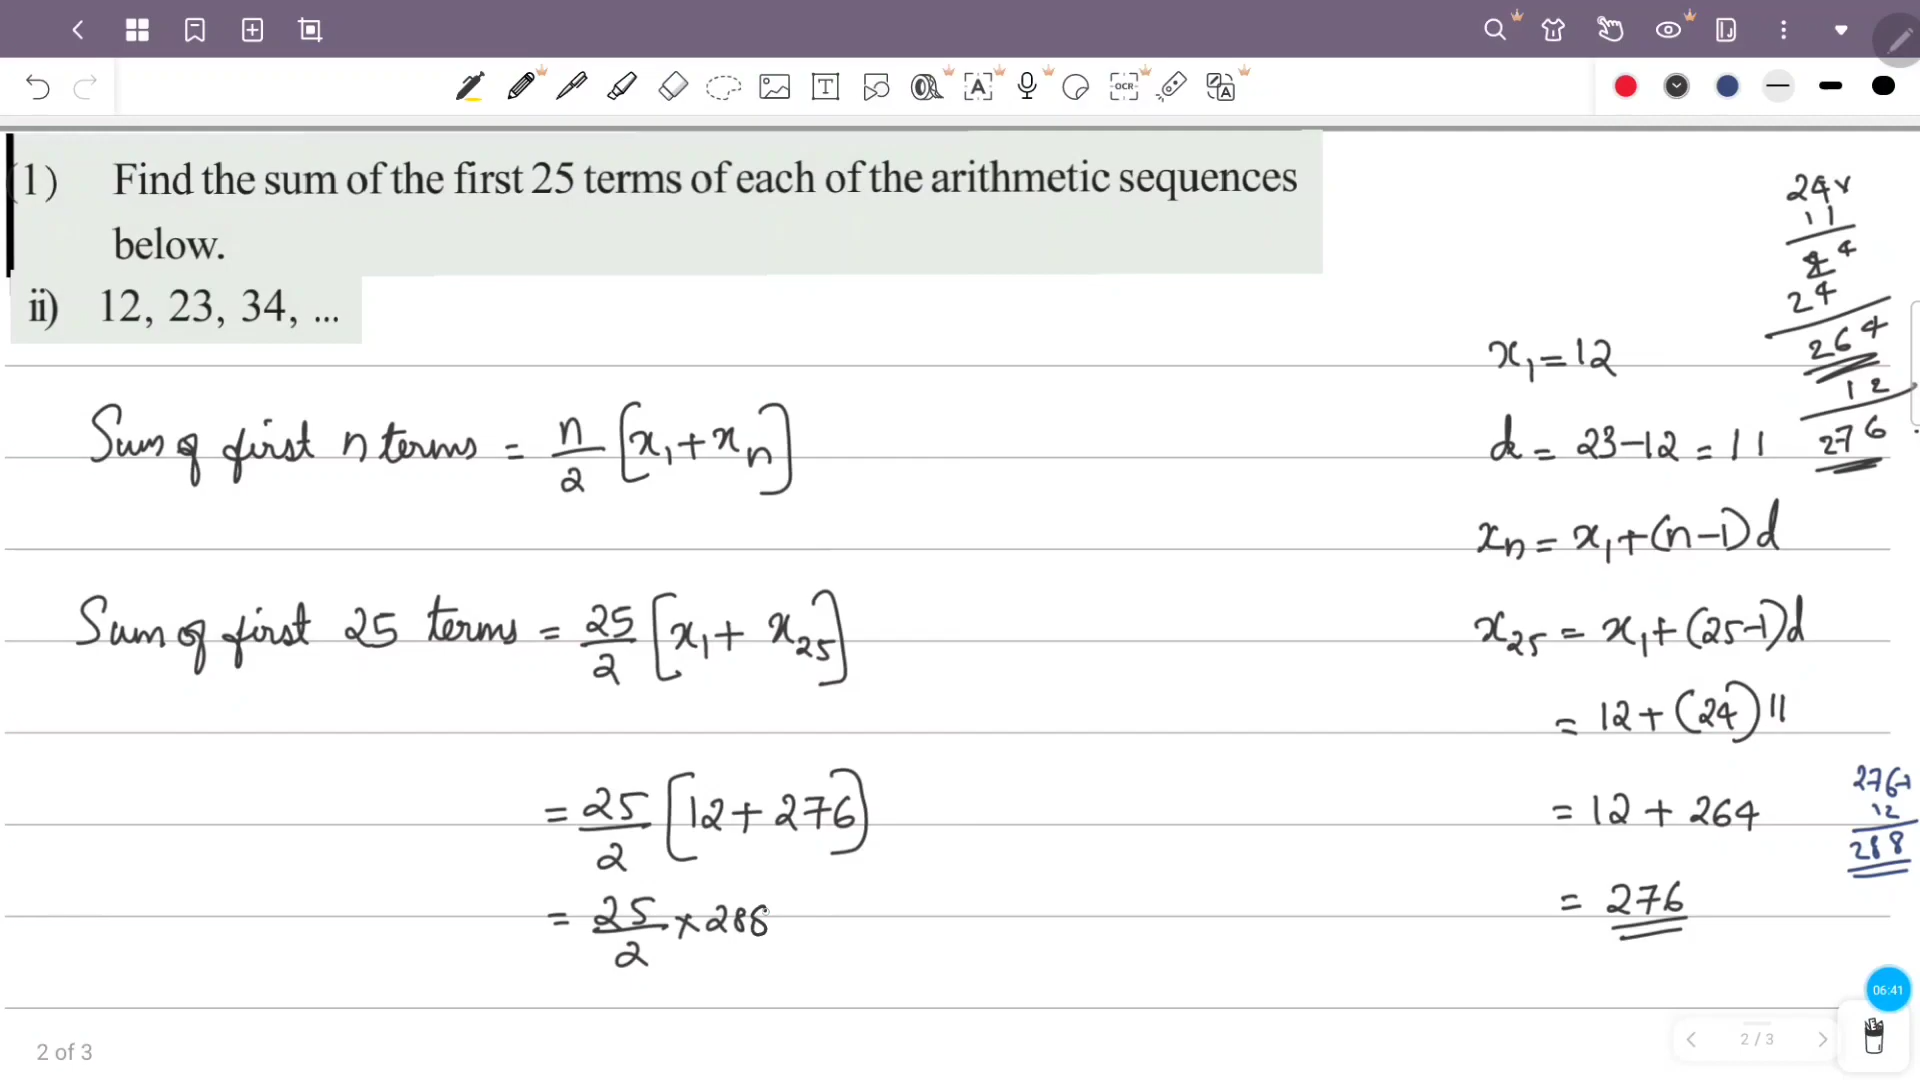 (1) Find the sum of the first 25 terms of each of the arithmetic sequences
below.
ii) 12, 23, 34, ...
Sum of first n terms = n/2 [x₁ + xₙ]
Sum of first 25 terms = 25/2 [x₁ + x₂₅]
= 25/2 [12 + 276]
= 25/2 × 288
x₁ = 12
d = 23 - 12 = 11
xₙ = x₁ + (n-1)d
x₂₅ = x₁ + (25-1)d
= 12 + (24) 11
= 12 + 264
= 276
24 ×
11
24
24
264
12
276
276 +
12
288
OCR
T
A
A
06:41
2 of 3
2 / 3